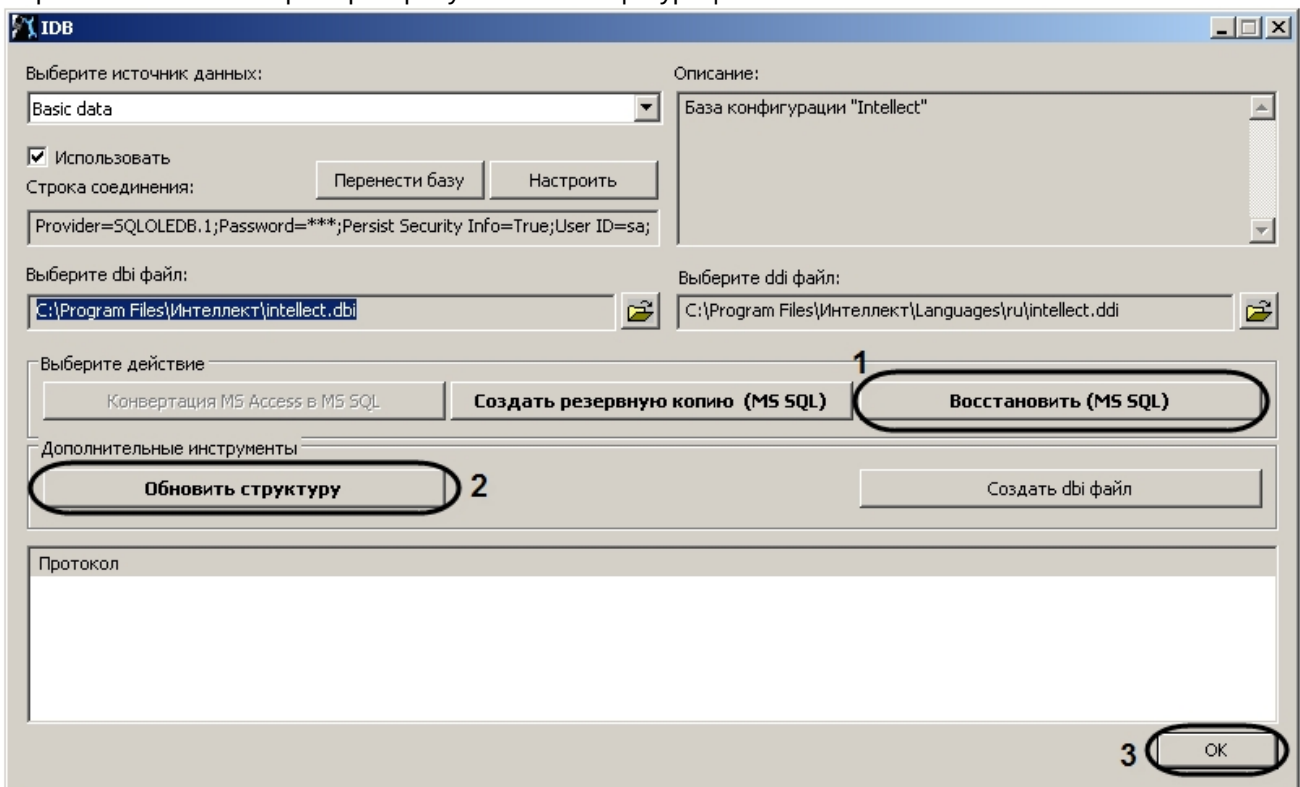 IDB
Выберите источник данных:
Описание:
Basic data
База конфигурации "Intellect"
Использовать
Строка соединения:
Перенести базу
Настроить
Provider=SQLOLEDB.1;Password=***;Persist Security Info=True;User ID=sa;
Выберите dbi файл:
Выберите ddi файл:
C:\Program Files\Интеллект\intellect.dbi
C:\Program Files\Интеллект\Languages\ru\intellect.ddi
Выберите действие
1
Конвертация MS Access в MS SQL
Создать резервную копию (MS SQL)
Восстановить (MS SQL)
Дополнительные инструменты
Обновить структуру
2
Создать dbi файл
Протокол
3
OK